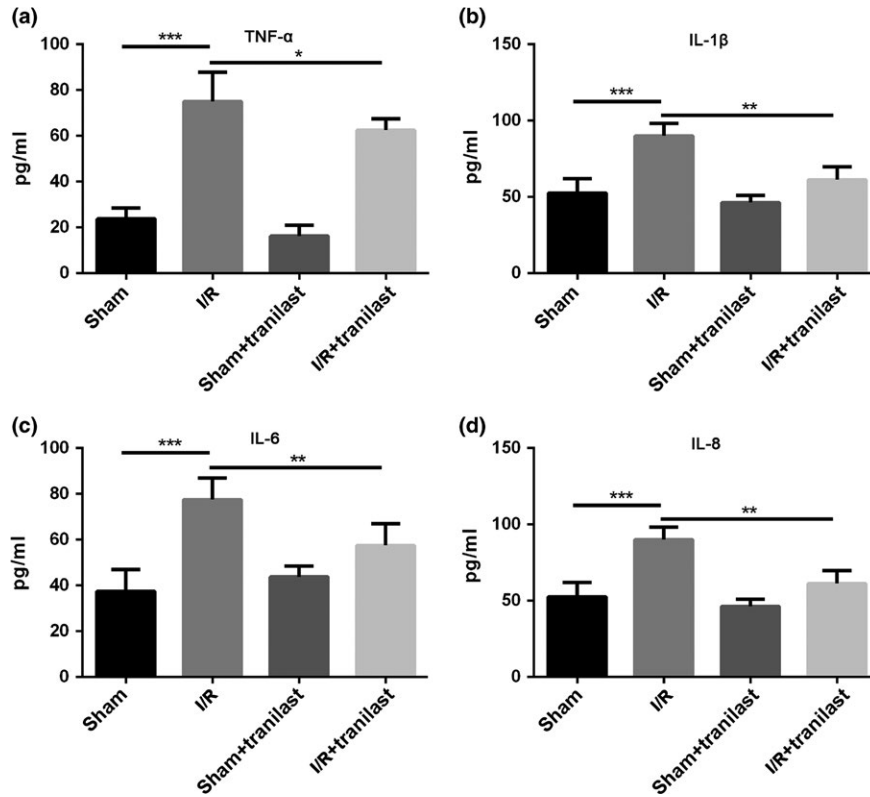 (a)
TNF-α
***
*
100
80
60
40
20
0
pg/ml
Sham
I/R
Sham+tranilast
I/R+tranilast
(b)
IL-1β
***
**
150
100
50
0
pg/ml
Sham
I/R
Sham+tranilast
I/R+tranilast
(c)
IL-6
***
**
100
80
60
40
20
0
pg/ml
Sham
I/R
Sham+tranilast
I/R+tranilast
(d)
IL-8
***
**
150
100
50
0
pg/ml
Sham
I/R
Sham+tranilast
I/R+tranilast